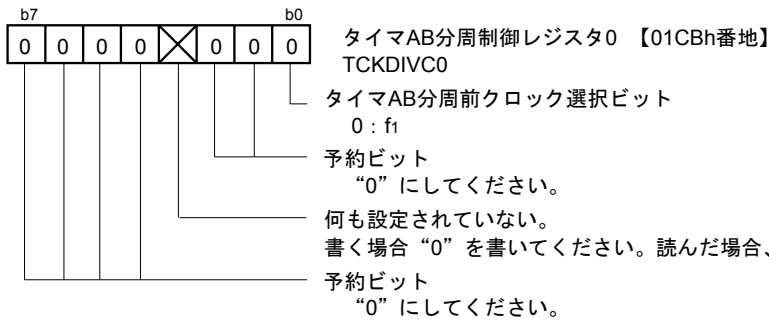 b7 b0
0 0 0 0 0 0 0
タイマAB分周制御レジスタ0 【01CBh番地】
TCKDIVC0
タイマAB分周前クロック選択ビット
0：f1
予約ビット
“0”にしてください。
何も設定されていない。
書く場合“0”を書いてください。読んだ場合、
予約ビット
“0”にしてください。